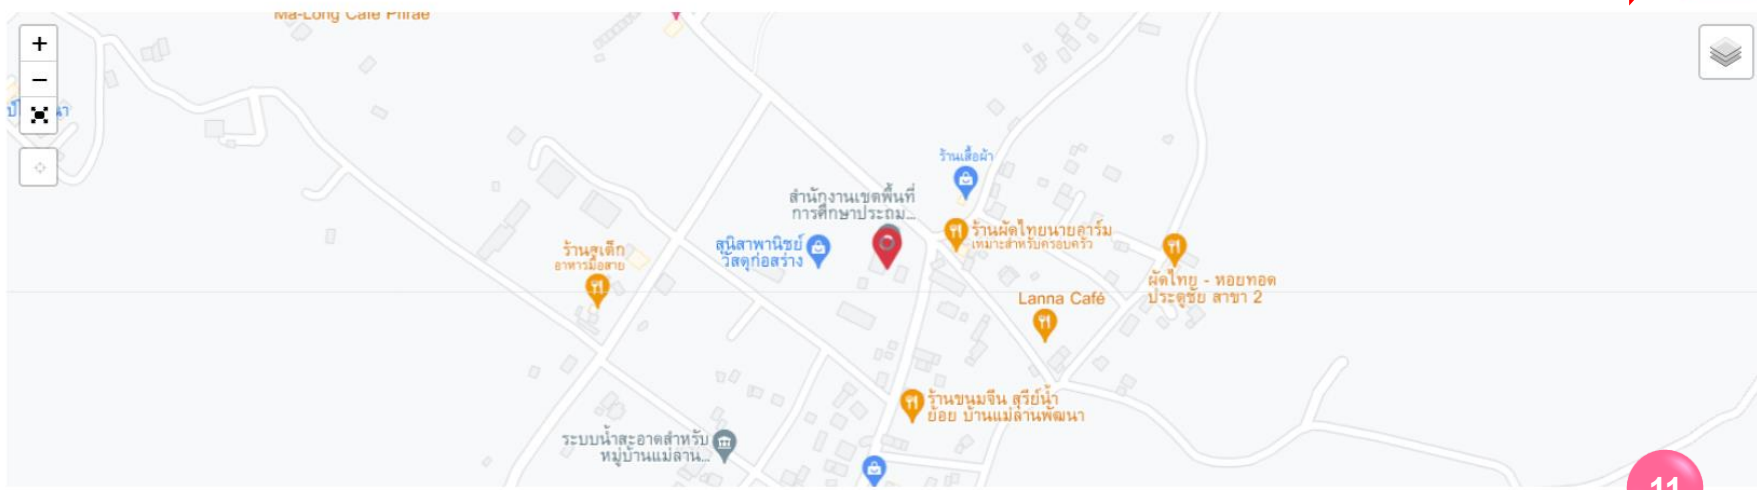 Ma-Long Cafe Phrae
+
−
ร้านเสื้อผ้า
สำนักงานเขตพื้นที่
การศึกษาประถม...
สุนิสาพานิชย์
วัสดุก่อสร่าง
ร้านผัดไทยนายอาร์ม
เหมาะสำหรับครอบครัว
ร้านสุเต็ก
อาหารมือสาย
ผัดไทย - หอยทอด
ประตูชัย สาขา 2
Lanna Café
ร้านขนมจีน สุรีย์น้ำ
ย้อย บ้านแม่ลานพัฒนา
ระบบน้ำสะอาดสำหรับ
หมู่บ้านแม่ลาน...
11